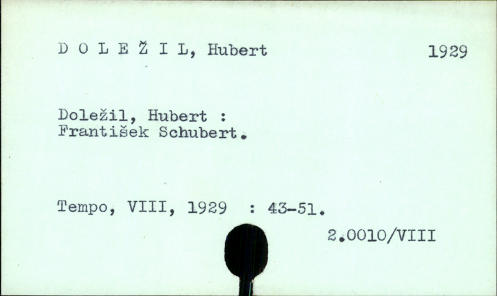 D O L E Ž I L, Hubert 1929
Doležil, Hubert :
František Schubert.
Tempo, VIII, 1929 : 43-51.
2.0010/VIII